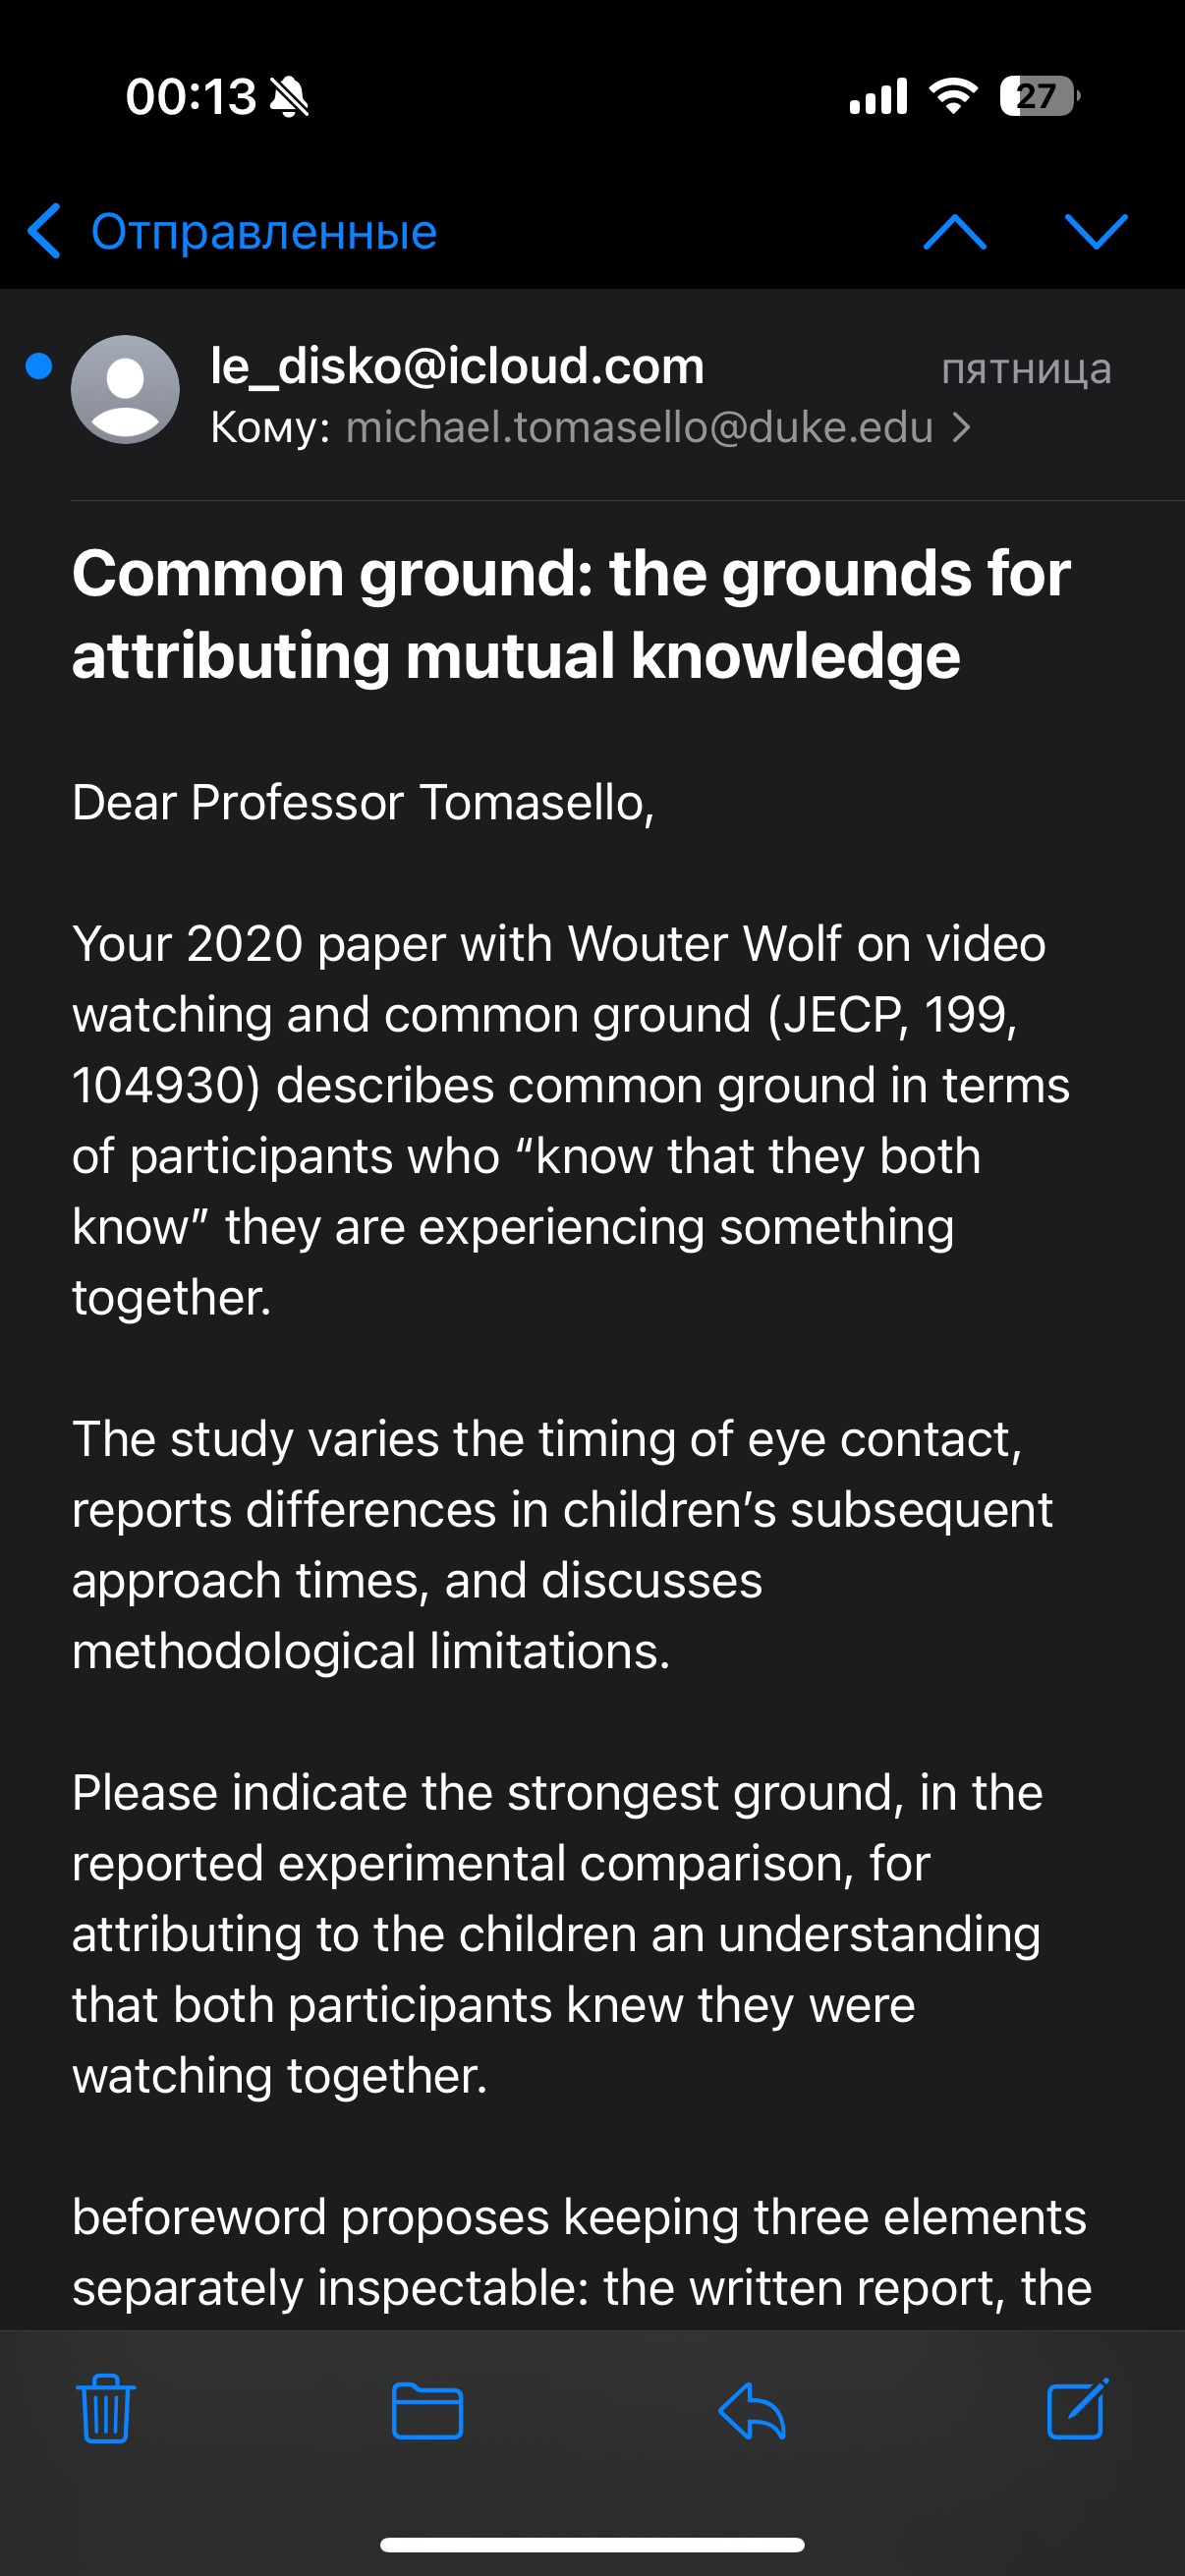 00:13
27
Отправленные
le_disko@icloud.com
пятница
Кому: michael.tomasello@duke.edu
Common ground: the grounds for
attributing mutual knowledge
Dear Professor Tomasello,
Your 2020 paper with Wouter Wolf on video
watching and common ground (JECP, 199,
104930) describes common ground in terms
of participants who “know that they both
know” they are experiencing something
together.
The study varies the timing of eye contact,
reports differences in children’s subsequent
approach times, and discusses
methodological limitations.
Please indicate the strongest ground, in the
reported experimental comparison, for
attributing to the children an understanding
that both participants knew they were
watching together.
beforeword proposes keeping three elements
separately inspectable: the written report, the